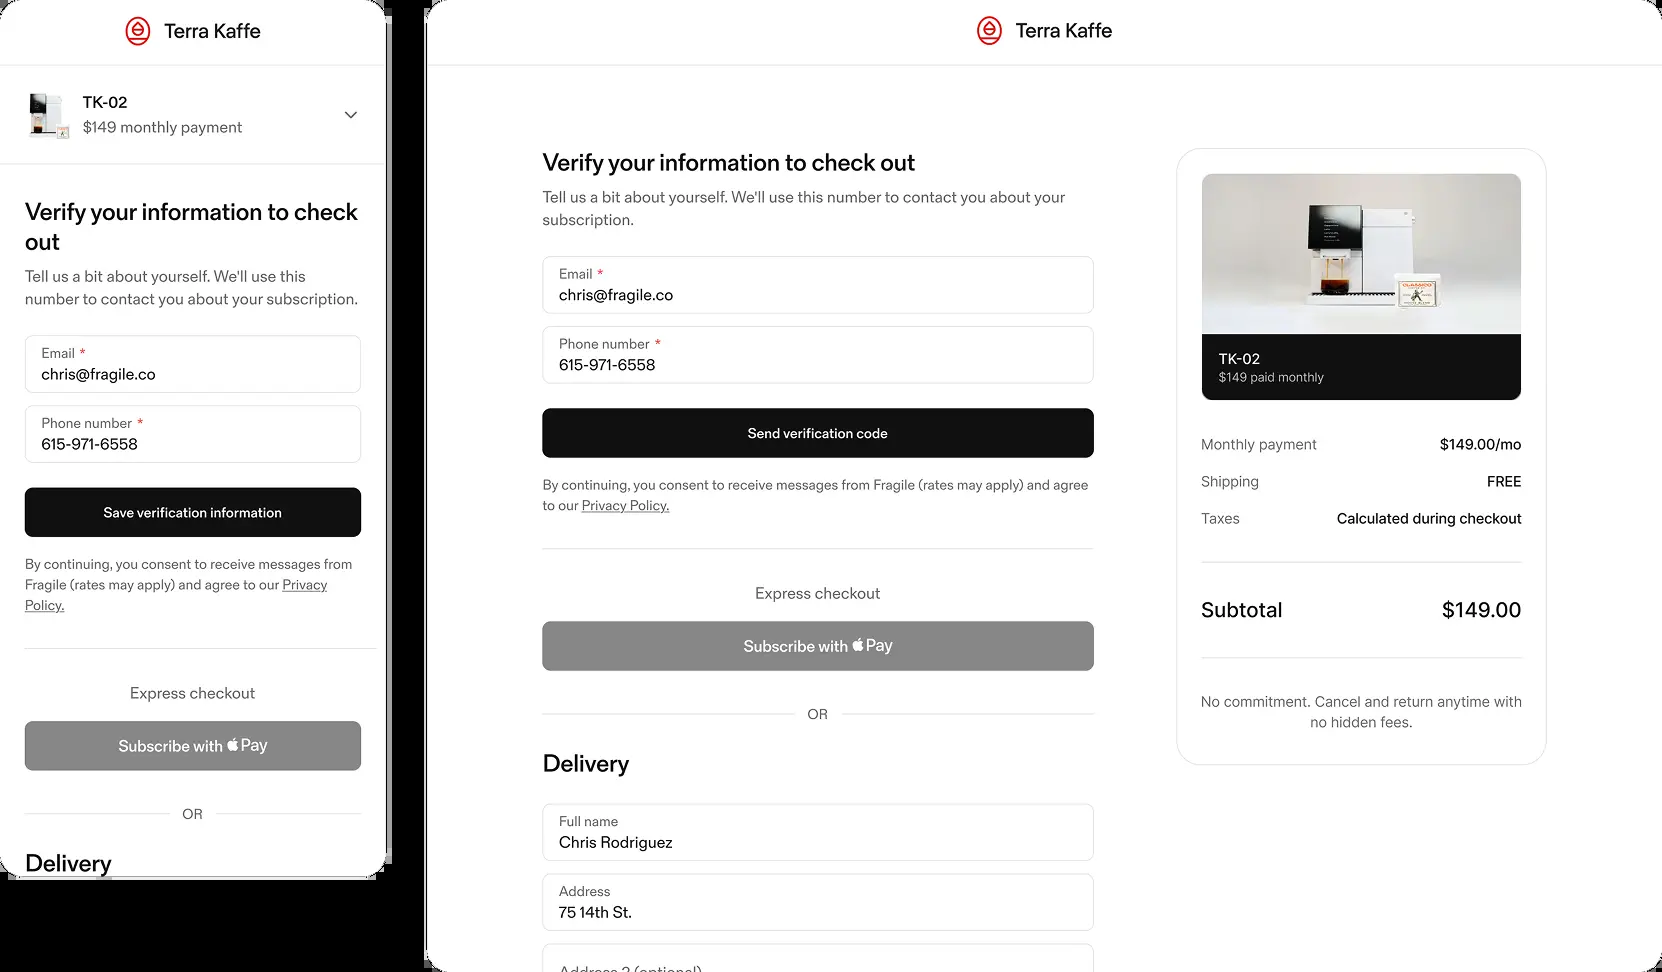 Terra Kaffe
TK-02
$149 monthly payment
Verify your information to check
out
Tell us a bit about yourself. We'll use this
number to contact you about your subscription.
Email *
chris@fragile.co
Phone number *
615-971-6558
Save verification information
By continuing, you consent to receive messages from
Fragile (rates may apply) and agree to our Privacy
Policy.
Express checkout
Subscribe with Pay
OR
Delivery
Terra Kaffe
Verify your information to check out
Tell us a bit about yourself. We'll use this number to contact you about your
subscription.
Email *
chris@fragile.co
Phone number *
615-971-6558
Send verification code
By continuing, you consent to receive messages from Fragile (rates may apply) and agree
to our Privacy Policy.
Express checkout
Subscribe with Pay
OR
Delivery
Full name
Chris Rodriguez
Address
75 14th St.
Address 2 (optional)
CLASSICO
TK-02
$149 paid monthly
Monthly payment $149.00/mo
Shipping FREE
Taxes Calculated during checkout
Subtotal $149.00
No commitment. Cancel and return anytime with
no hidden fees.